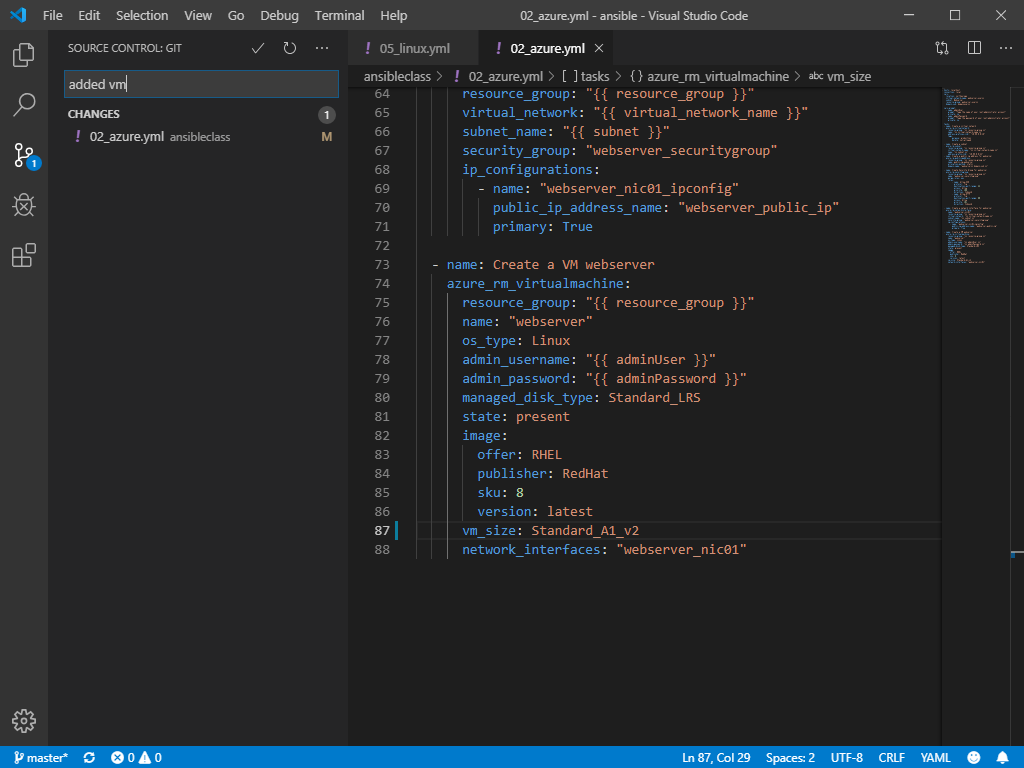 File Edit Selection View Go Debug Terminal Help 02_azure.yml - ansible - Visual Studio Code
SOURCE CONTROL: GIT
added vm
CHANGES 1
! 02_azure.yml ansibleclass M
1
! 05_linux.yml ! 02_azure.yml
ansibleclass > ! 02_azure.yml > [ ] tasks > {} azure_rm_virtualmachine > abc vm_size
64 resource_group: "{{ resource_group }}"
65 virtual_network: "{{ virtual_network_name }}"
66 subnet_name: "{{ subnet }}"
67 security_group: "webserver_securitygroup"
68 ip_configurations:
69 - name: "webserver_nic01_ipconfig"
70 public_ip_address_name: "webserver_public_ip"
71 primary: True
72
73 - name: Create a VM webserver
74 azure_rm_virtualmachine:
75 resource_group: "{{ resource_group }}"
76 name: "webserver"
77 os_type: Linux
78 admin_username: "{{ adminUser }}"
79 admin_password: "{{ adminPassword }}"
80 managed_disk_type: Standard_LRS
81 state: present
82 image:
83 offer: RHEL
84 publisher: RedHat
85 sku: 8
86 version: latest
87 vm_size: Standard_A1_v2
88 network_interfaces: "webserver_nic01"
master* 0 0 Ln 87, Col 29 Spaces: 2 UTF-8 CRLF YAML